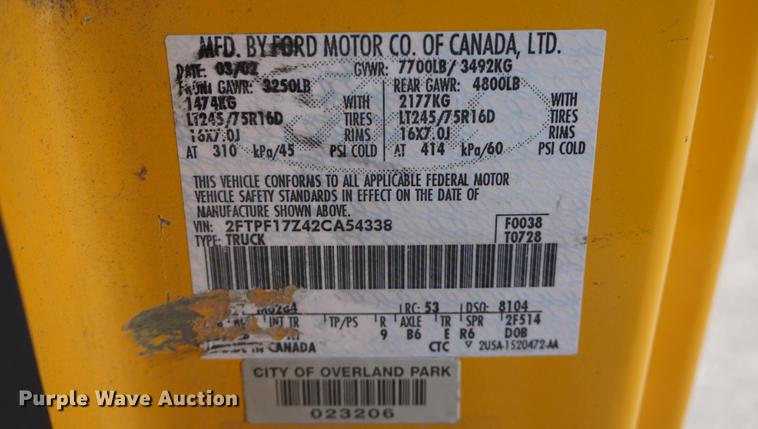 MFD. BY FORD MOTOR CO. OF CANADA, LTD.
DATE: 03/02 GVWR: 7700LB/ 3492KG
FRONT GAWR: 3250LB REAR GAWR: 4800LB
1474KG WITH 2177KG WITH
LT245/75R16D TIRES LT245/75R16D TIRES
16X7.0J RIMS 16X7.0J RIMS
AT 310 kPa/45 PSI COLD AT 414 kPa/60 PSI COLD
THIS VEHICLE CONFORMS TO ALL APPLICABLE FEDERAL MOTOR
VEHICLE SAFETY STANDARDS IN EFFECT ON THE DATE OF
MANUFACTURE SHOWN ABOVE.
VIN: 2FTPF17Z42CA54338 F0038
TYPE: TRUCK T0728
RC: 53 DSO: 8104
INT TR TP/PS R AXLE TR SPR 2F514
9 B6 E R6 DOB
IN CANADA CTC 2U5A-1520472-AA
CITY OF OVERLAND PARK
023206
Purple Wave Auction